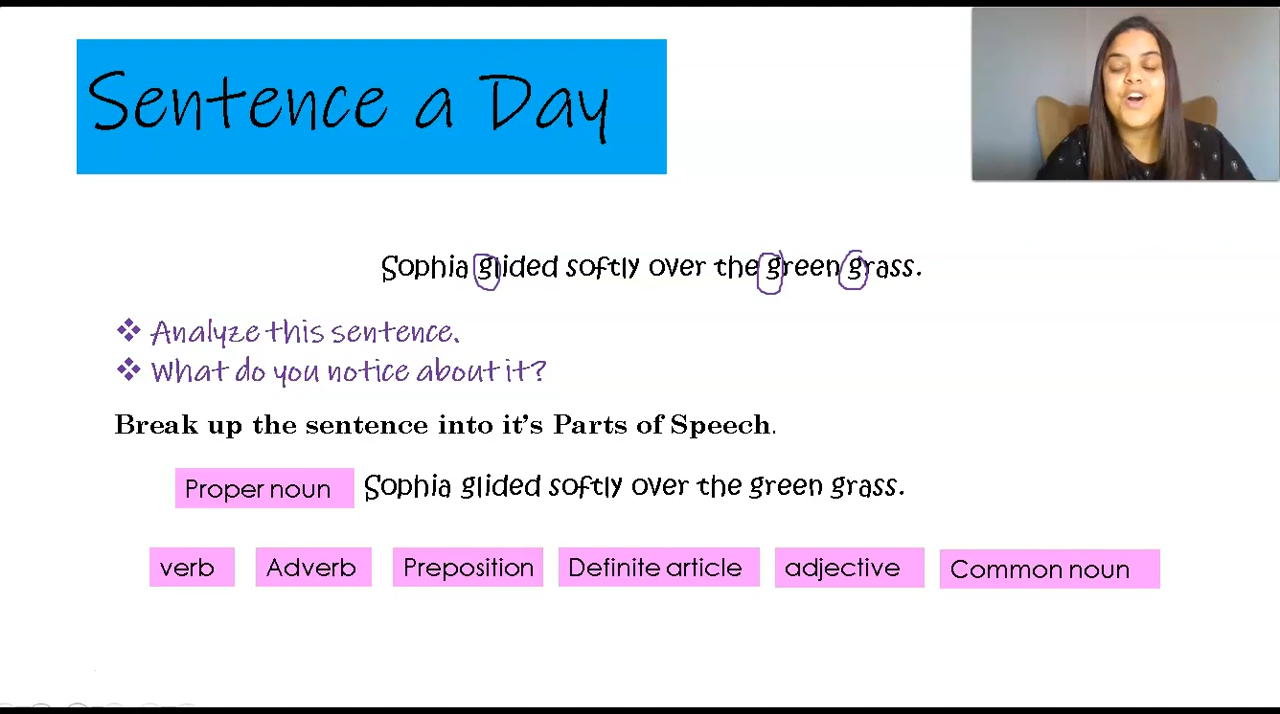 Sentence a Day
Sophia glided softly over the green grass.
Analyze this sentence.
What do you notice about it?
Break up the sentence into it's Parts of Speech.
Proper noun Sophia glided softly over the green grass.
verb Adverb Preposition Definite article adjective Common noun